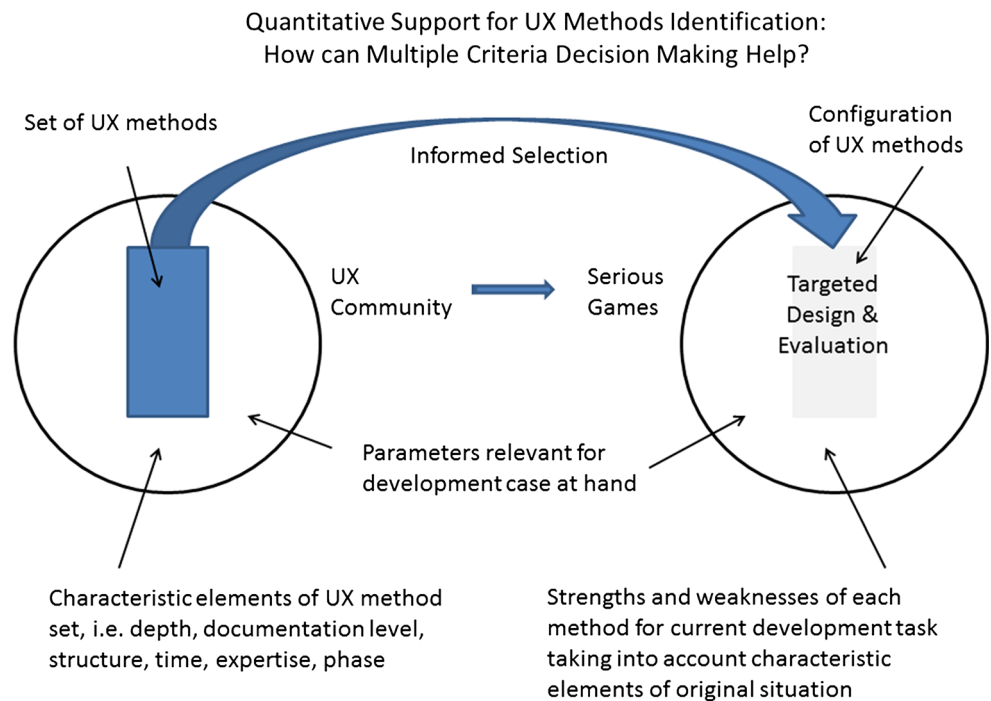 Quantitative Support for UX Methods Identification:
How can Multiple Criteria Decision Making Help?
Set of UX methods
Configuration
of UX methods
Informed Selection
UX
Community
Serious
Games
Targeted
Design &
Evaluation
Parameters relevant for
development case at hand
Characteristic elements of UX method
set, i.e. depth, documentation level,
structure, time, expertise, phase
Strengths and weaknesses of each
method for current development task
taking into account characteristic
elements of original situation